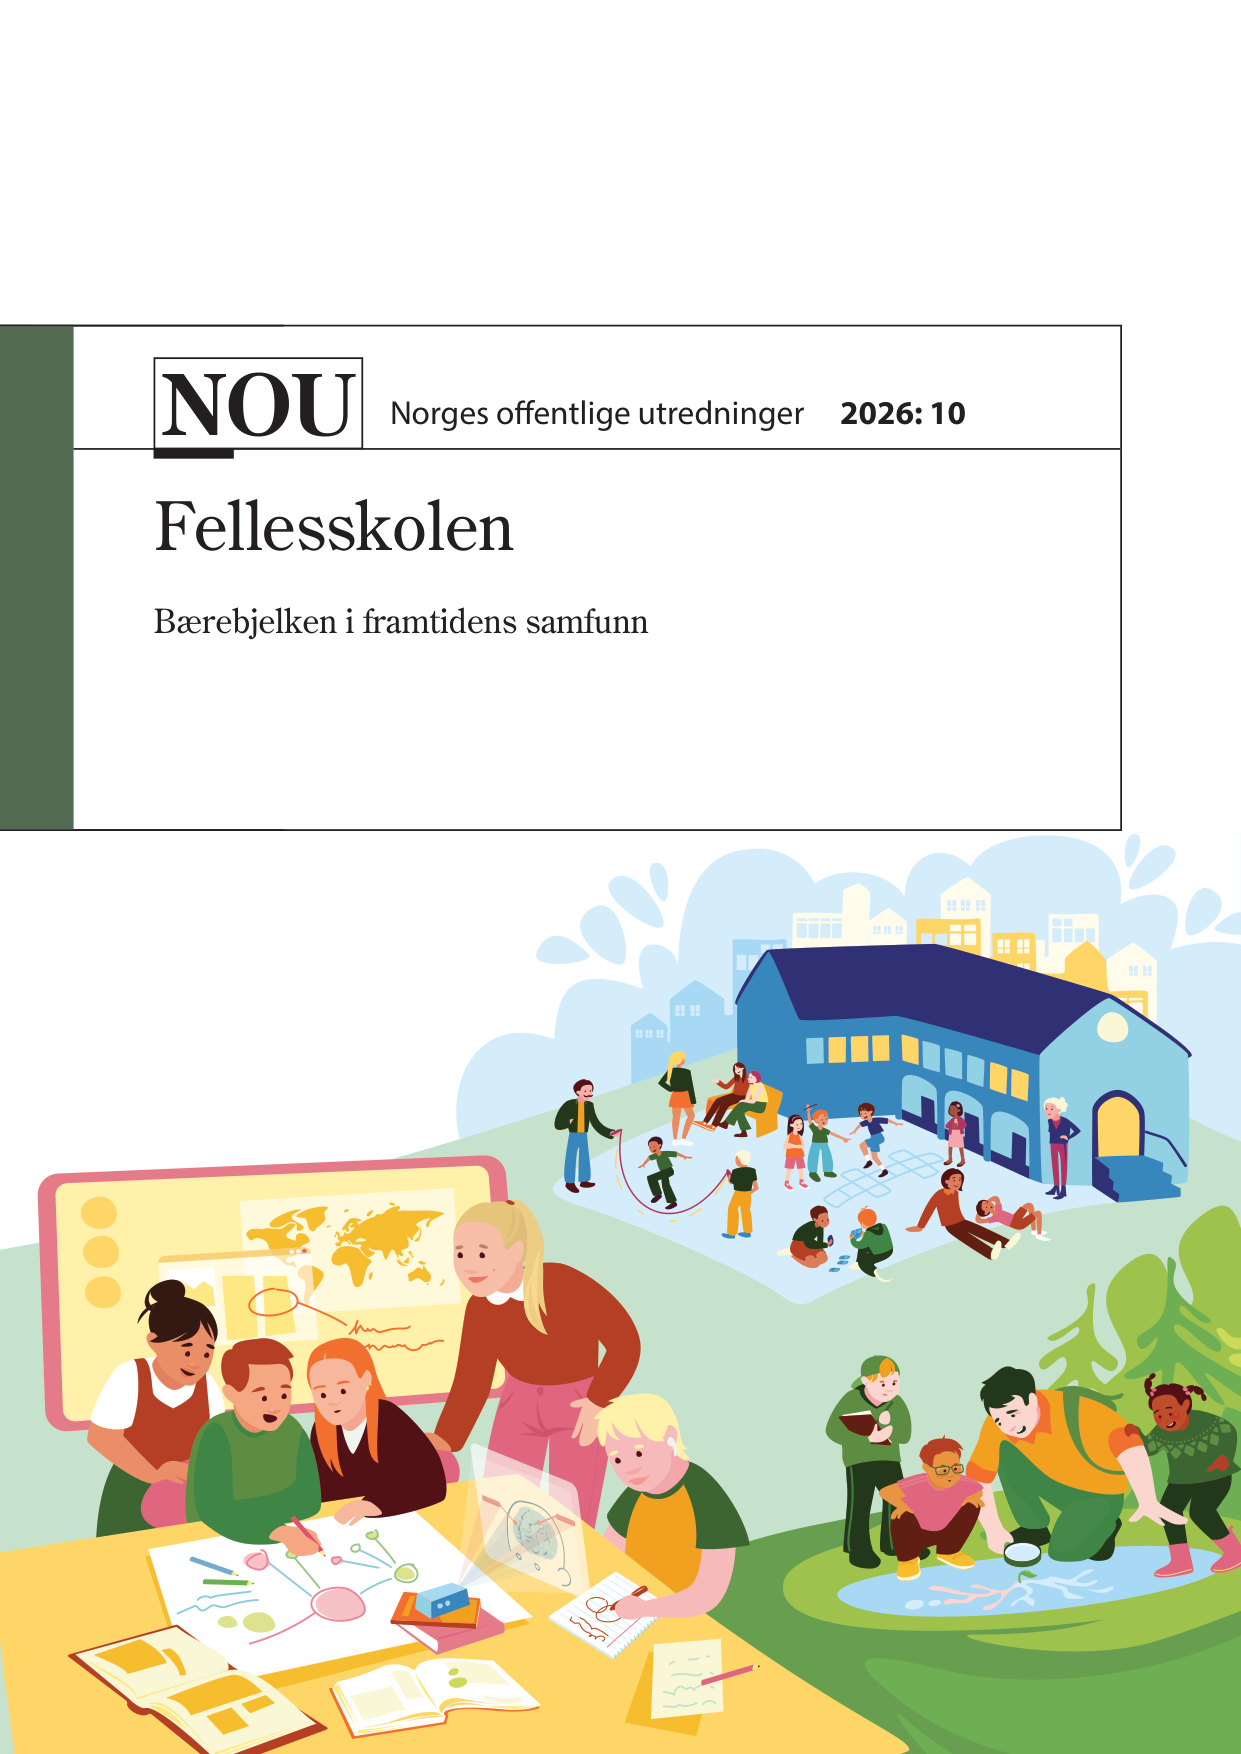 NOU Norges offentlige utredninger 2026: 10
Fellesskolen
Bærebjelken i framtidens samfunn